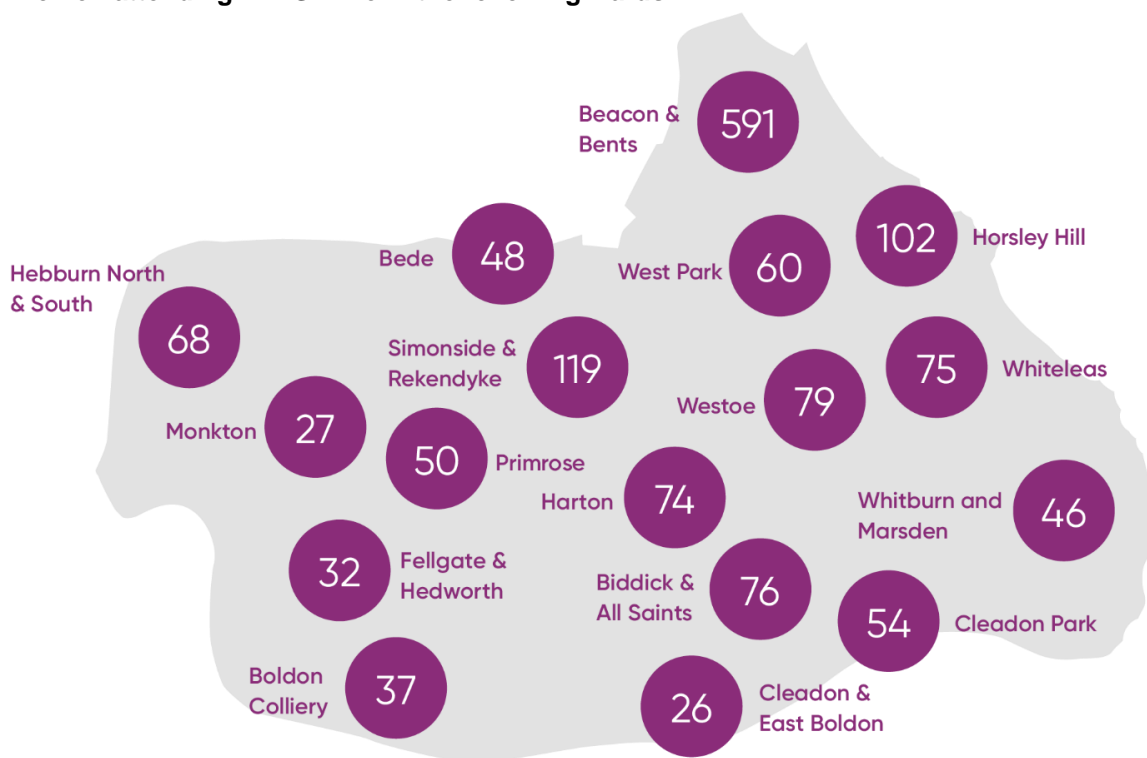 Beacon &
Bents
591
Horsley Hill
102
Bede
48
West Park
60
Hebburn North
& South
68
Simonside &
Rekendyke
119
Whiteleas
75
Westoe
79
Monkton
27
Primrose
50
Harton
74
Whitburn and
Marsden
46
Fellgate &
Hedworth
32
Biddick &
All Saints
76
Cleadon Park
54
Boldon
Colliery
37
Cleadon &
East Boldon
26